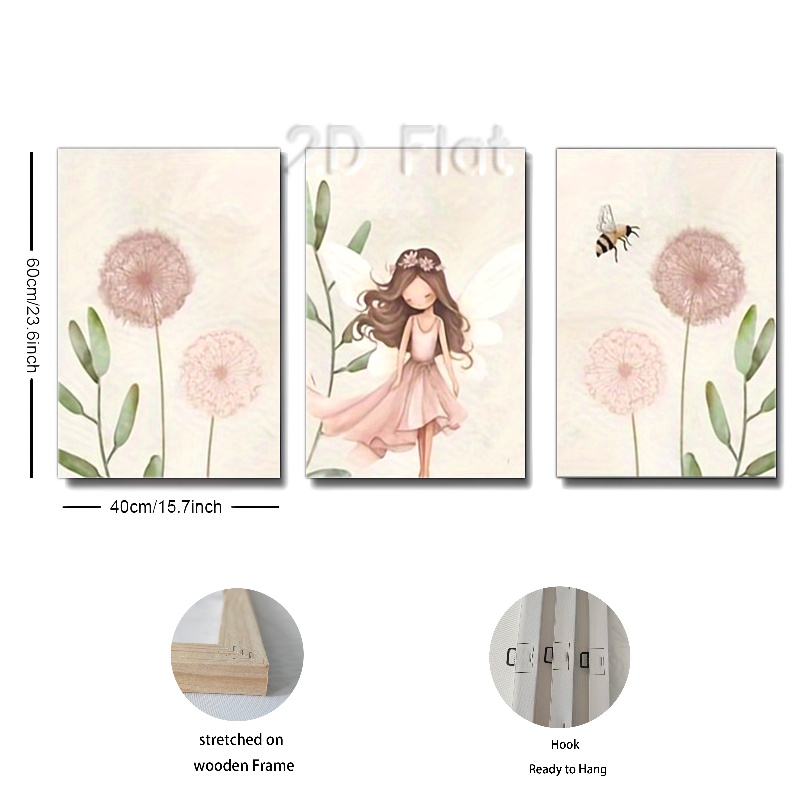 2D Flat
60cm/23.6inch
40cm/15.7inch
stretched on
wooden Frame
Hook
Ready to Hang